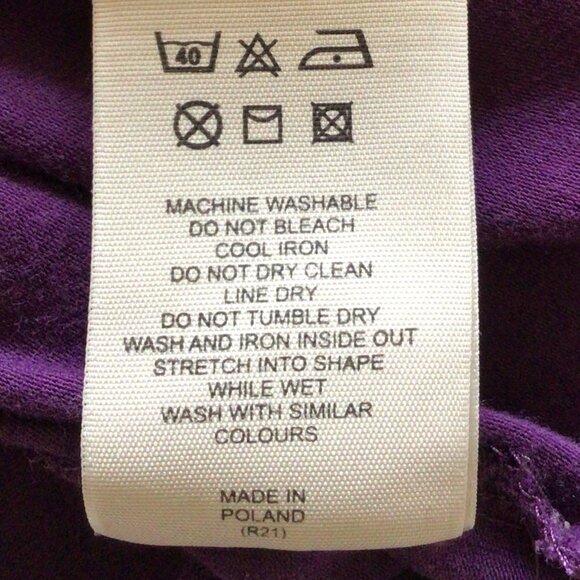 40
MACHINE WASHABLE
DO NOT BLEACH
COOL IRON
DO NOT DRY CLEAN
LINE DRY
DO NOT TUMBLE DRY
WASH AND IRON INSIDE OUT
STRETCH INTO SHAPE
WHILE WET
WASH WITH SIMILAR
COLOURS
MADE IN
POLAND
(R21)